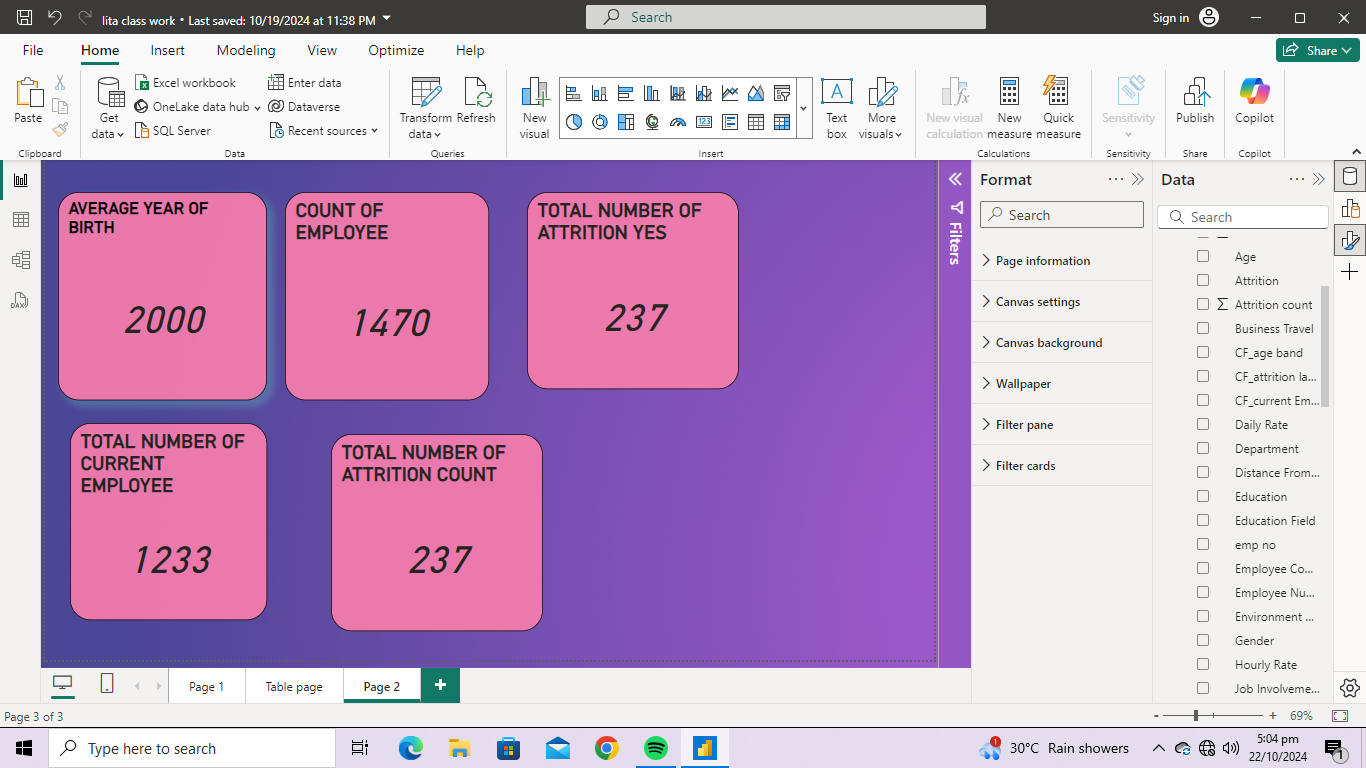 lita class work • Last saved: 10/19/2024 at 11:38 PM
Search
Sign in
File
Home
Insert
Modeling
View
Optimize
Help
Share
Paste
Get data
Excel workbook
OneLake data hub
SQL Server
Enter data
Dataverse
Recent sources
Transform data
Refresh
New visual
Text box
More visuals
New visual calculation
New measure
Quick measure
Sensitivity
Publish
Copilot
Clipboard
Data
Queries
Insert
Calculations
Sensitivity
Share
Copilot
AVERAGE YEAR OF
BIRTH
2000
COUNT OF
EMPLOYEE
1470
TOTAL NUMBER OF
ATTRITION YES
237
TOTAL NUMBER OF
CURRENT
EMPLOYEE
1233
TOTAL NUMBER OF
ATTRITION COUNT
237
Filters
Format
Search
Page information
Canvas settings
Canvas background
Wallpaper
Filter pane
Filter cards
Data
Search
Age
Attrition
Attrition count
Business Travel
CF_age band
CF_attrition la...
CF_current Em...
Daily Rate
Department
Distance From...
Education
Education Field
emp no
Employee Co...
Employee Nu...
Environment ...
Gender
Hourly Rate
Job Involveme...
Page 1
Table page
Page 2
Page 3 of 3
- + 69%
Type here to search
30°C Rain showers
5:04 pm
22/10/2024